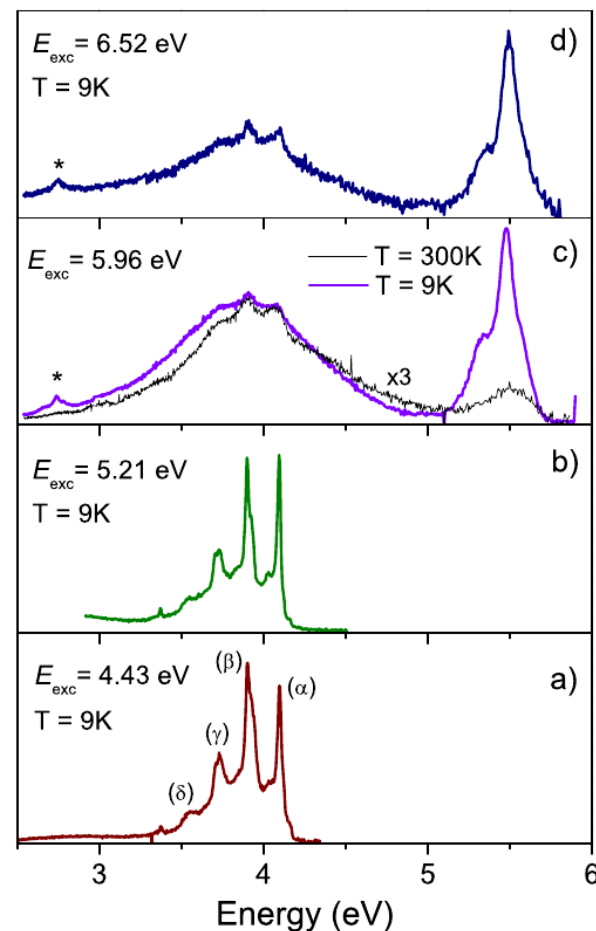 E_exc = 6.52 eV
T = 9K
d)
*
E_exc = 5.96 eV
T = 300K
T = 9K
c)
*
x3
E_exc = 5.21 eV
T = 9K
b)
E_exc = 4.43 eV
T = 9K
a)
(β)
(α)
(γ)
(δ)
3 4 5 6
Energy (eV)